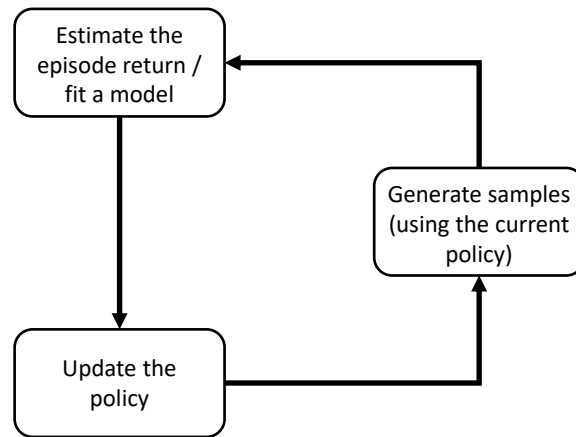 Estimate the
episode return /
fit a model
Generate samples
(using the current
policy)
Update the
policy